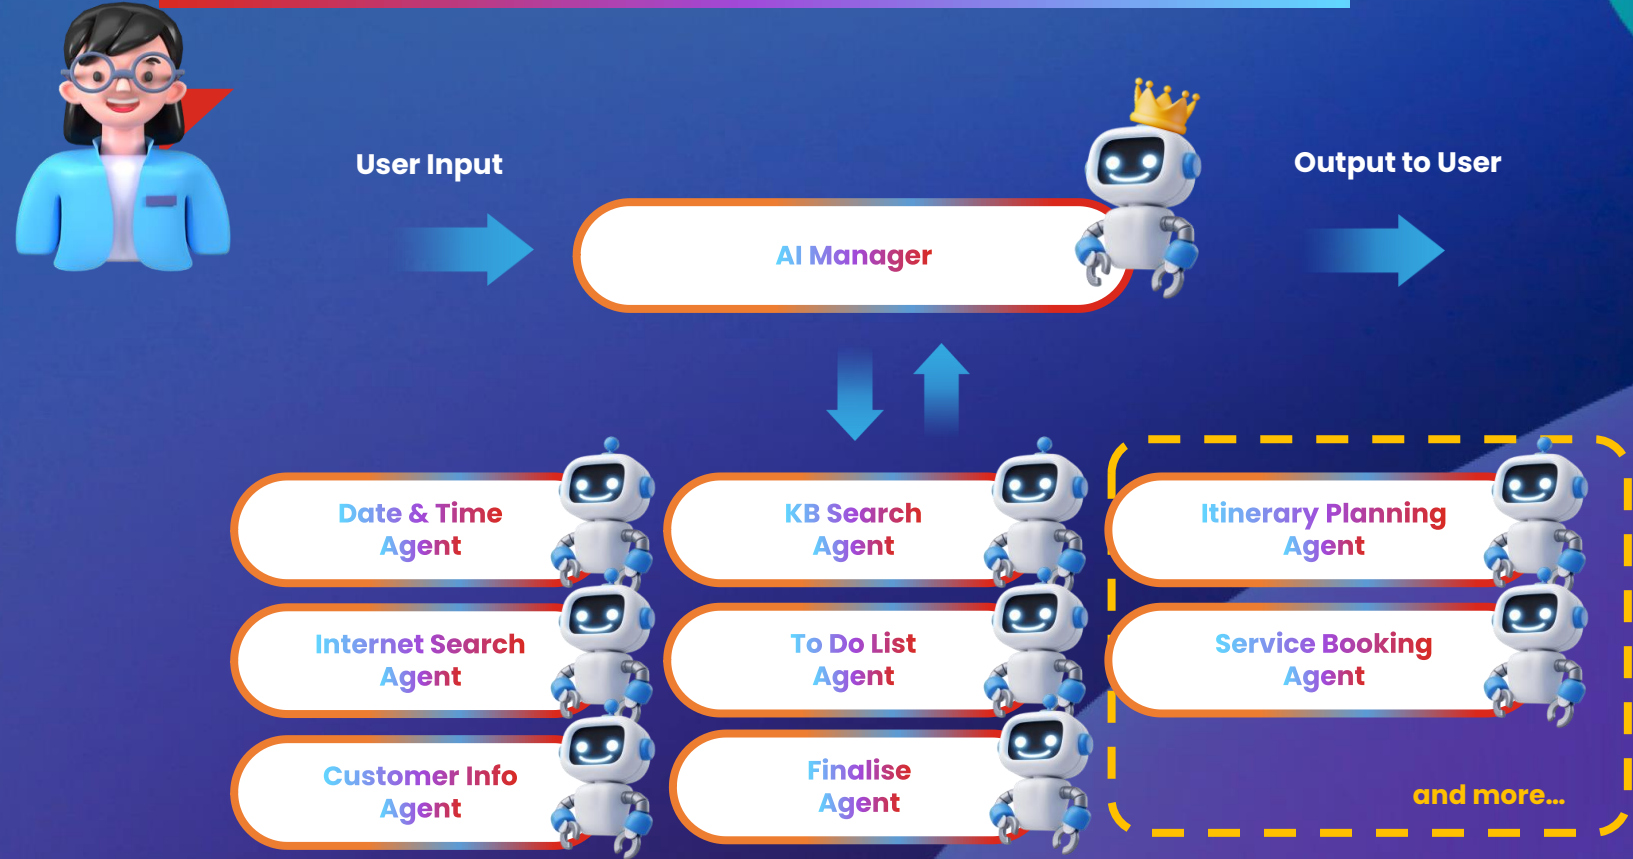 User Input
Output to User
AI Manager
Date & Time
Agent
KB Search
Agent
Itinerary Planning
Agent
Internet Search
Agent
To Do List
Agent
Service Booking
Agent
Customer Info
Agent
Finalise
Agent
and more...